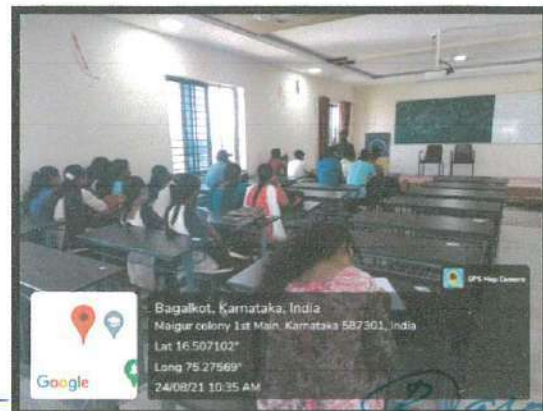 GPS Map Camera
Bagalkot, Karnataka, India
Maigur colony 1st Main, Karnataka 587301, India
Lat 16.507102°
Long 75.27569°
24/08/21 10:35 AM
Google